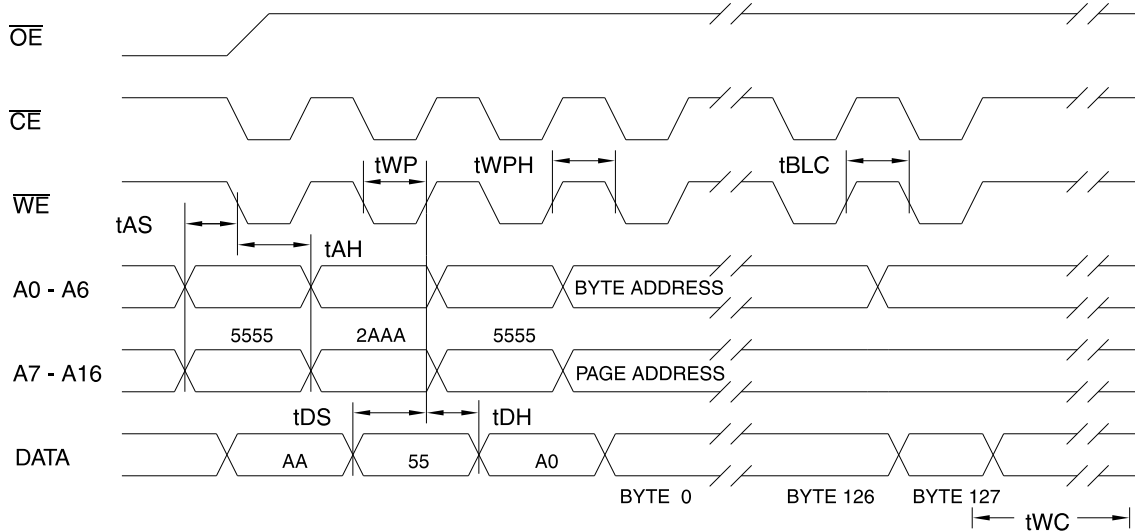 OE
CE
tWP tWPH tBLC
WE
tAS
tAH
A0 - A6 BYTE ADDRESS
5555 2AAA 5555
A7 - A16 PAGE ADDRESS
tDS tDH
DATA AA 55 A0
BYTE 0 BYTE 126 BYTE 127
tWC